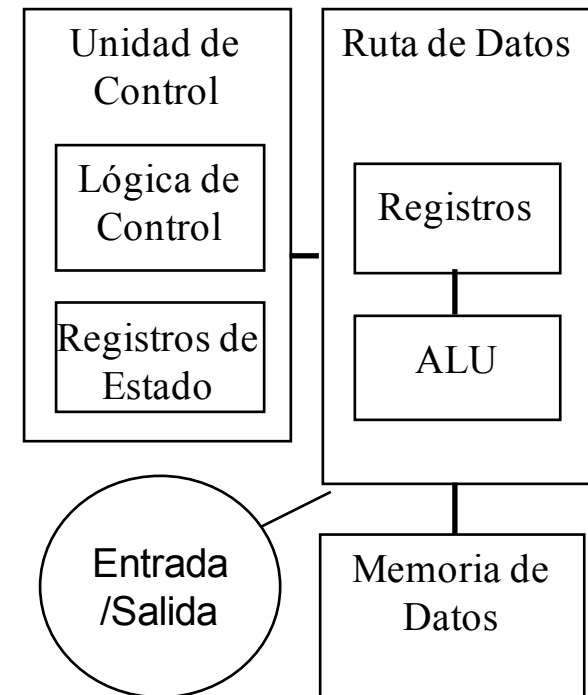 Unidad de
Control
Lógica de
Control
Registros de
Estado
Ruta de Datos
Registros
ALU
Entrada
/Salida
Memoria de
Datos